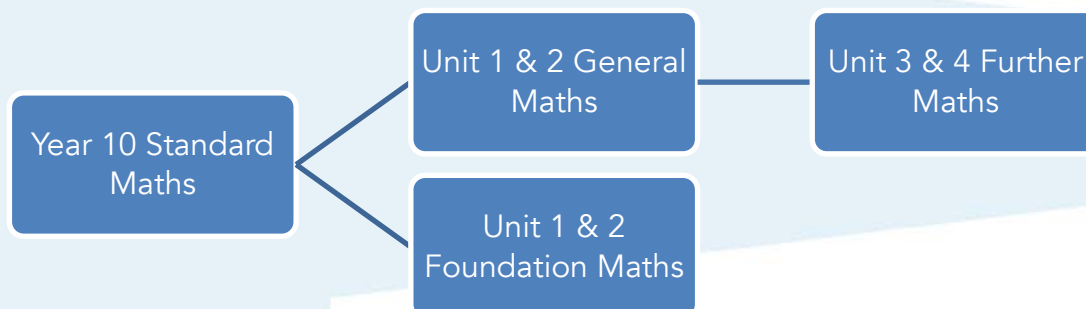 Year 10 Standard
Maths
Unit 1 & 2 General
Maths
Unit 3 & 4 Further
Maths
Unit 1 & 2
Foundation Maths